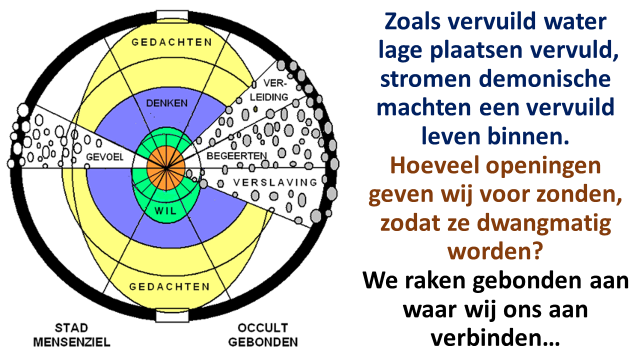 GEDACHTEN
VER-
LEIDING
DENKEN
GEVOEL
BEGEERTEN
VERSLAVING
WIL
GEDACHTEN
STAD
MENSENZIEL
OCCULT
GEBONDEN
Zoals vervuild water
lage plaatsen vervuld,
stromen demonische
machten een vervuild
leven binnen.
Hoeveel openingen
geven wij voor zonden,
zodat ze dwangmatig
worden?
We raken gebonden aan
waar wij ons aan
verbinden...